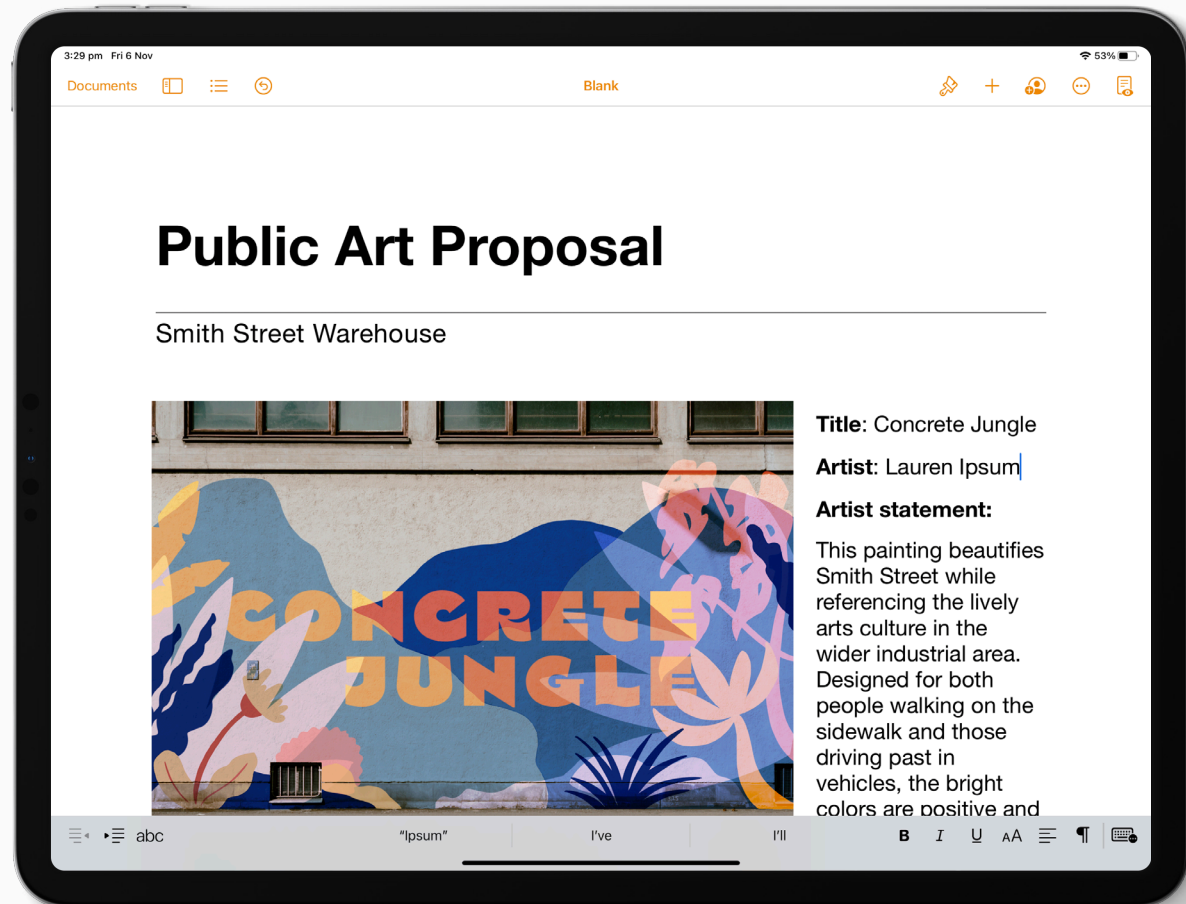 3:29 pm Fri 6 Nov
53%
Documents
Blank
Public Art Proposal
Smith Street Warehouse
CONCRETE
JUNGLE
Title: Concrete Jungle
Artist: Lauren Ipsum
Artist statement:
This painting beautifies
Smith Street while
referencing the lively
arts culture in the
wider industrial area.
Designed for both
people walking on the
sidewalk and those
driving past in
vehicles, the bright
colors are positive and
abc
“Ipsum”
I’ve
I’ll
B I U AA ¶